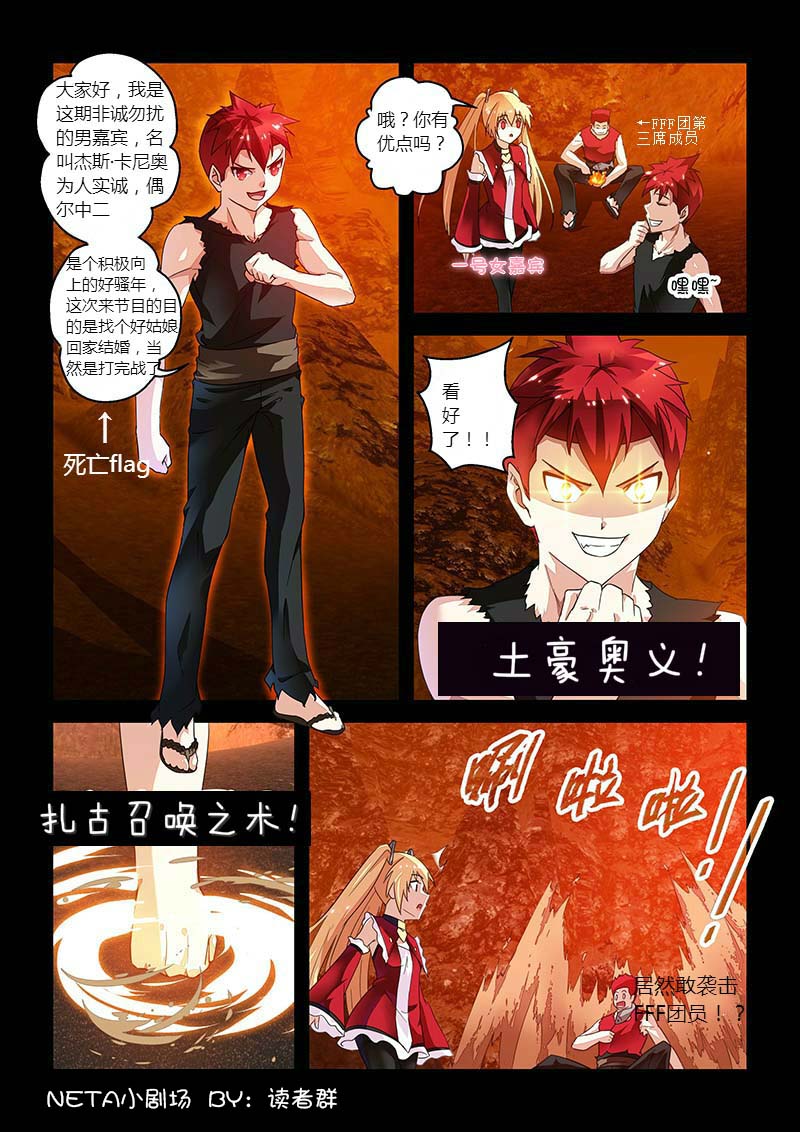 大家好，我是
这期非诚勿扰
的男嘉宾，名
叫杰斯·卡尼奥
为人实诚，偶
尔中二
是个积极向
上的好骚年，
这次来节目的目
的是找个好姑娘
回家结婚，当
然是打完战了
↑
死亡flag
哦？你有
优点吗？
←FFF团第
三席成员
一号女嘉宾
嘿嘿~
看
好
了！！
土豪奥义！
扎古召唤之术！
啊啦啦！！
居然敢袭击
FFF团员！？
NETA小剧场 BY：读者群